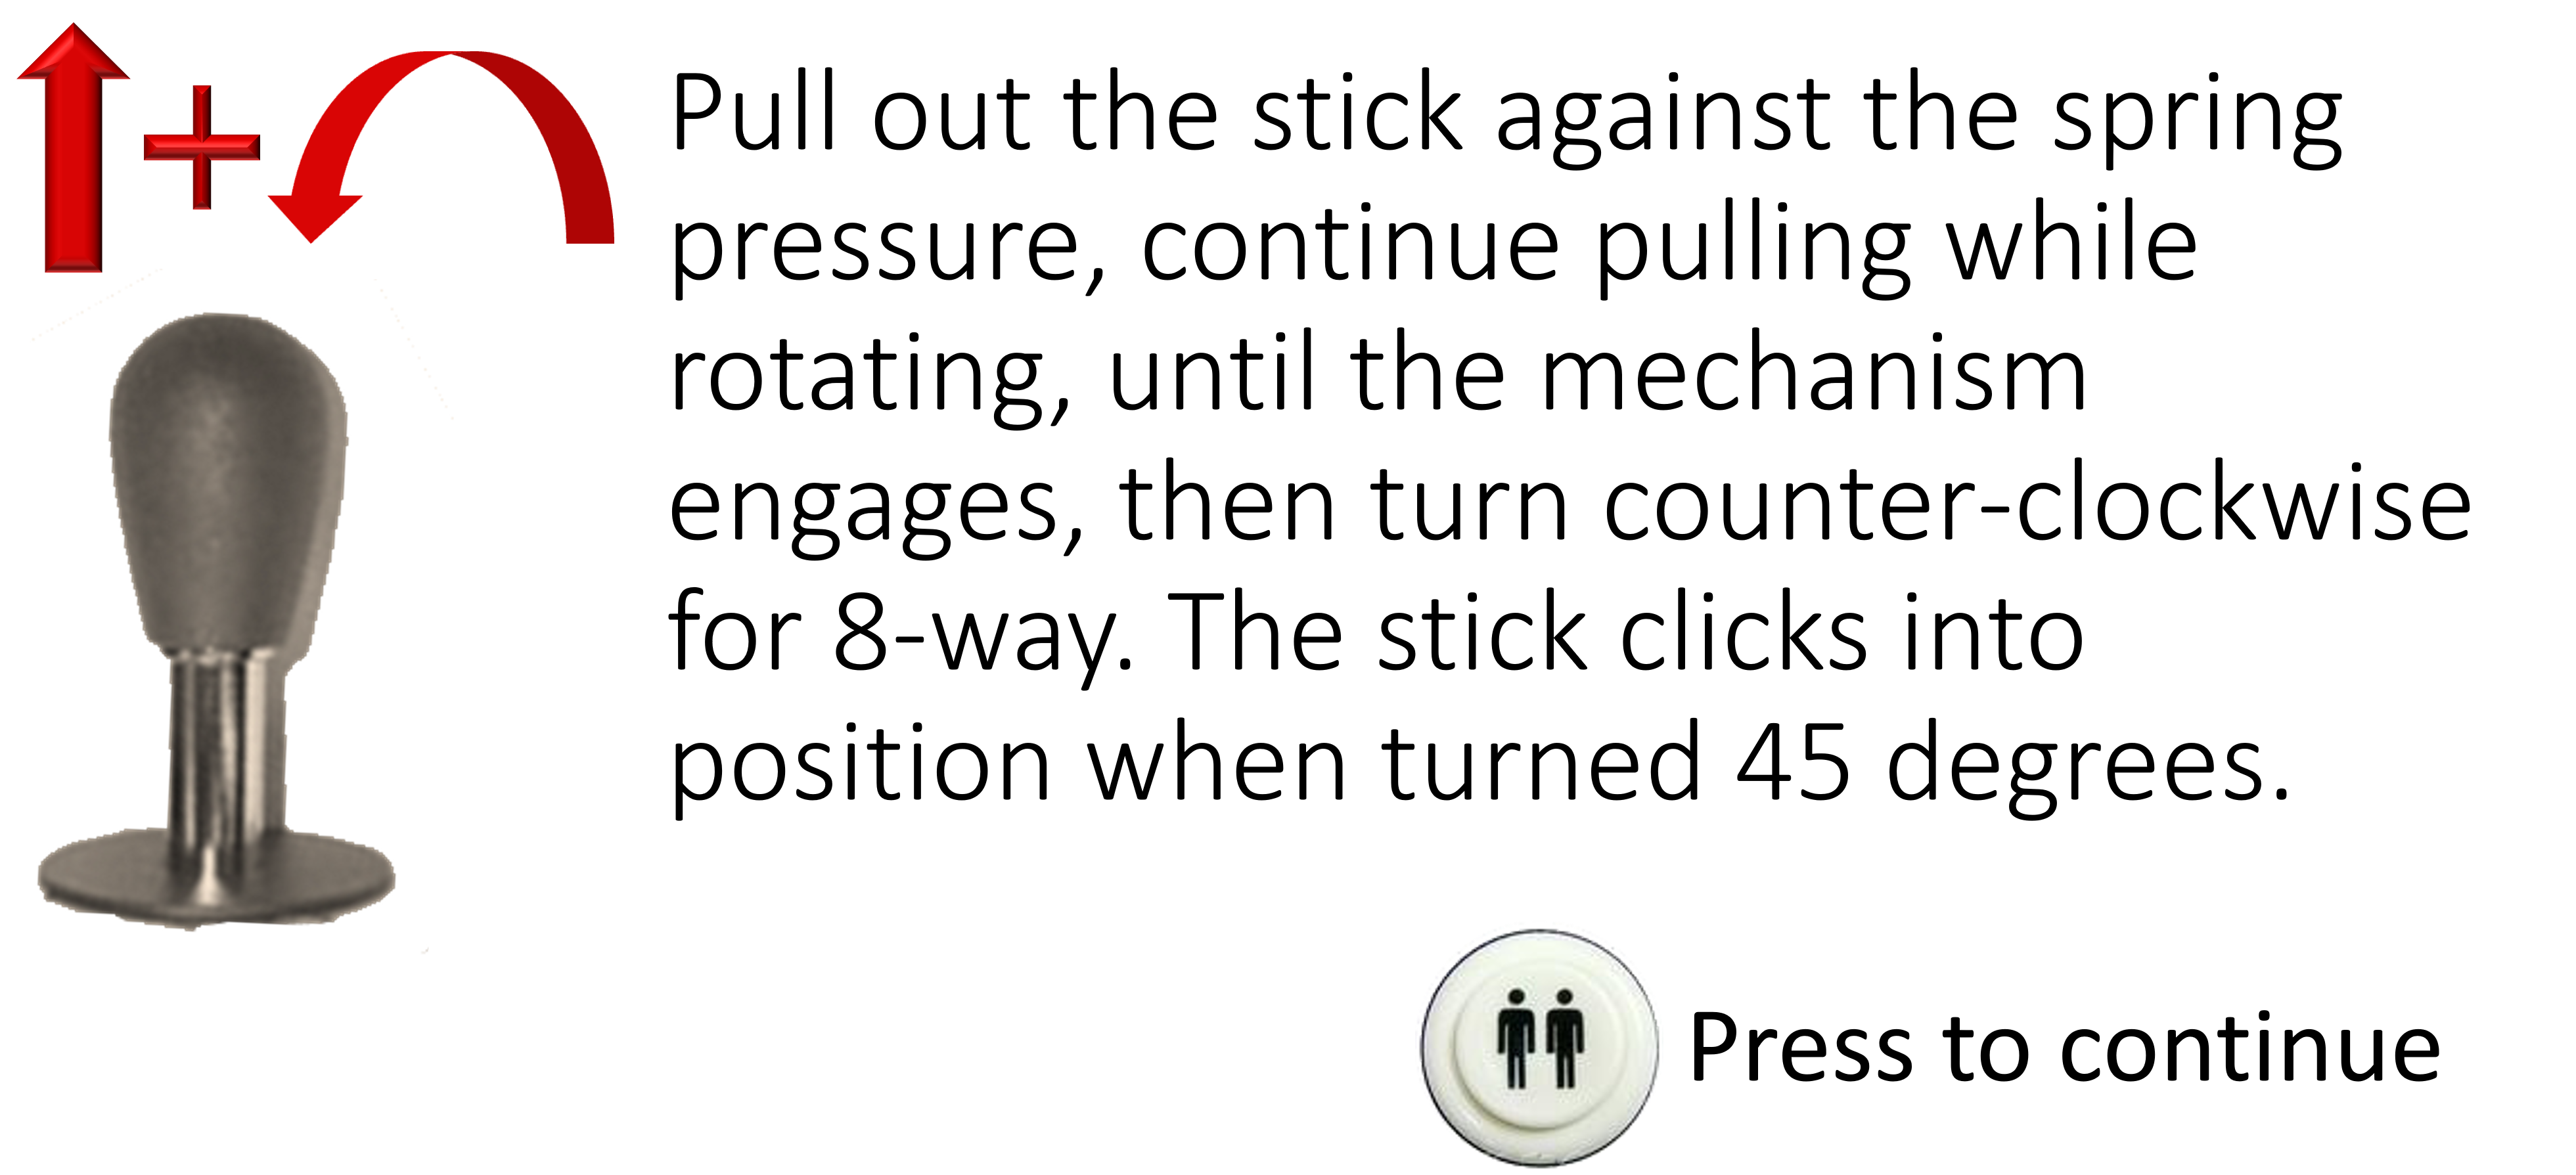 Pull out the stick against the spring
pressure, continue pulling while
rotating, until the mechanism
engages, then turn counter-clockwise
for 8-way. The stick clicks into
position when turned 45 degrees.
Press to continue